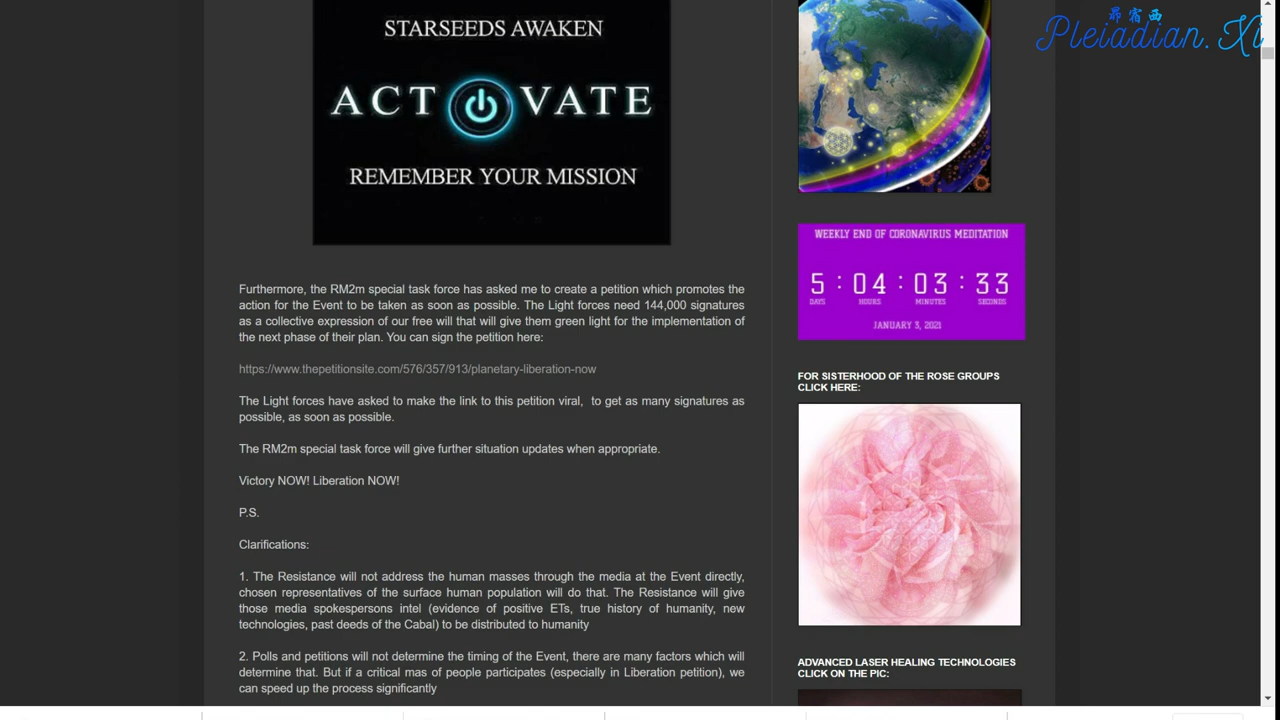 STARSEEDS AWAKEN
ACT VATE
REMEMBER YOUR MISSION
Furthermore, the RM2m special task force has asked me to create a petition which promotes the
action for the Event to be taken as soon as possible. The Light forces need 144,000 signatures
as a collective expression of our free will that will give them green light for the implementation of
the next phase of their plan. You can sign the petition here:
https://www.thepetitionsite.com/576/357/913/planetary-liberation-now
The Light forces have asked to make the link to this petition viral,  to get as many signatures as
possible, as soon as possible.
The RM2m special task force will give further situation updates when appropriate.
Victory NOW! Liberation NOW!
P.S.
Clarifications:
1. The Resistance will not address the human masses through the media at the Event directly,
chosen representatives of the surface human population will do that. The Resistance will give
those media spokespersons intel (evidence of positive ETs, true history of humanity, new
technologies, past deeds of the Cabal) to be distributed to humanity
2. Polls and petitions will not determine the timing of the Event, there are many factors which will
determine that. But if a critical mas of people participates (especially in Liberation petition), we
can speed up the process significantly
昴宿西
Pleiadian.Xi
WEEKLY END OF CORONAVIRUS MEDITATION
5 : 04 : 03 : 33
DAYS HOURS MINUTES SECONDS
JANUARY 3, 2021
FOR SISTERHOOD OF THE ROSE GROUPS
CLICK HERE:
ADVANCED LASER HEALING TECHNOLOGIES
CLICK ON THE PIC: